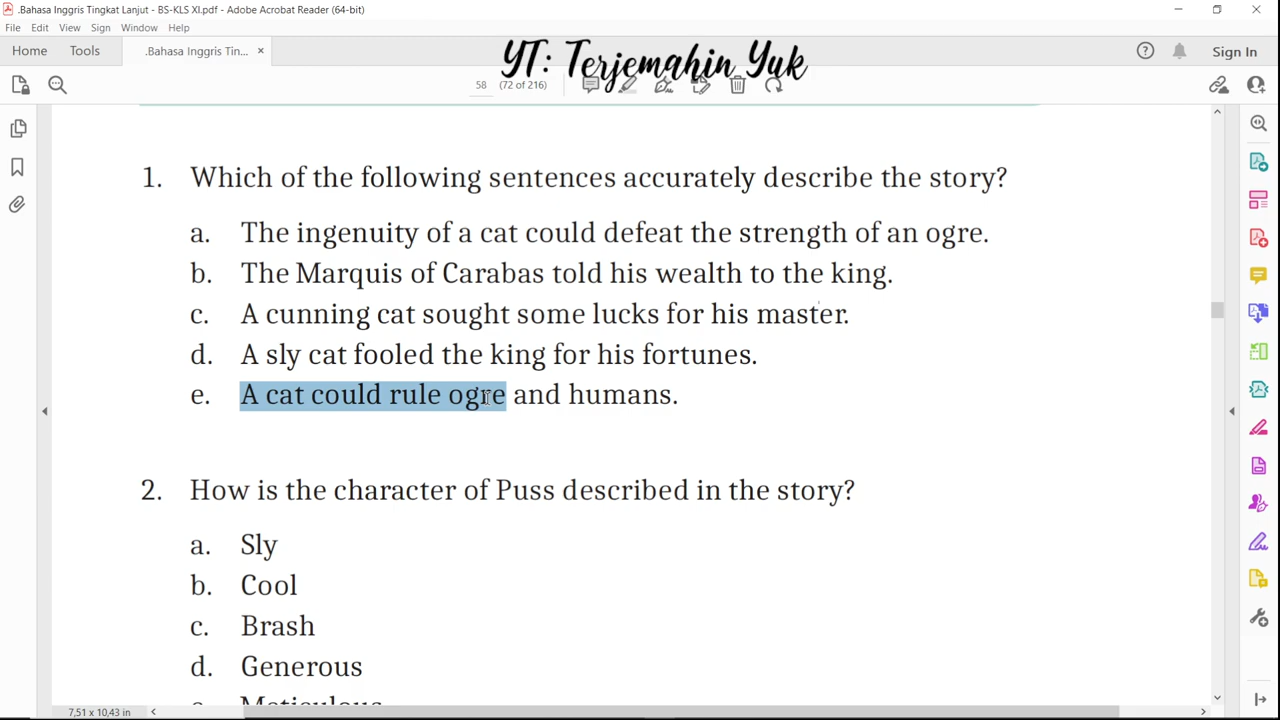 .Bahasa Inggris Tingkat Lanjut - BS-KLS XI.pdf - Adobe Acrobat Reader (64-bit)
File Edit View Sign Window Help
Home Tools .Bahasa Inggris Tin... × Sign In
YT: Terjemahin Yuk
58 (72 of 216)
1. Which of the following sentences accurately describe the story?
a. The ingenuity of a cat could defeat the strength of an ogre.
b. The Marquis of Carabas told his wealth to the king.
c. A cunning cat sought some lucks for his master.
d. A sly cat fooled the king for his fortunes.
e. A cat could rule ogre and humans.
2. How is the character of Puss described in the story?
a. Sly
b. Cool
c. Brash
d. Generous
e. Meticulous
7,51 x 10,43 in